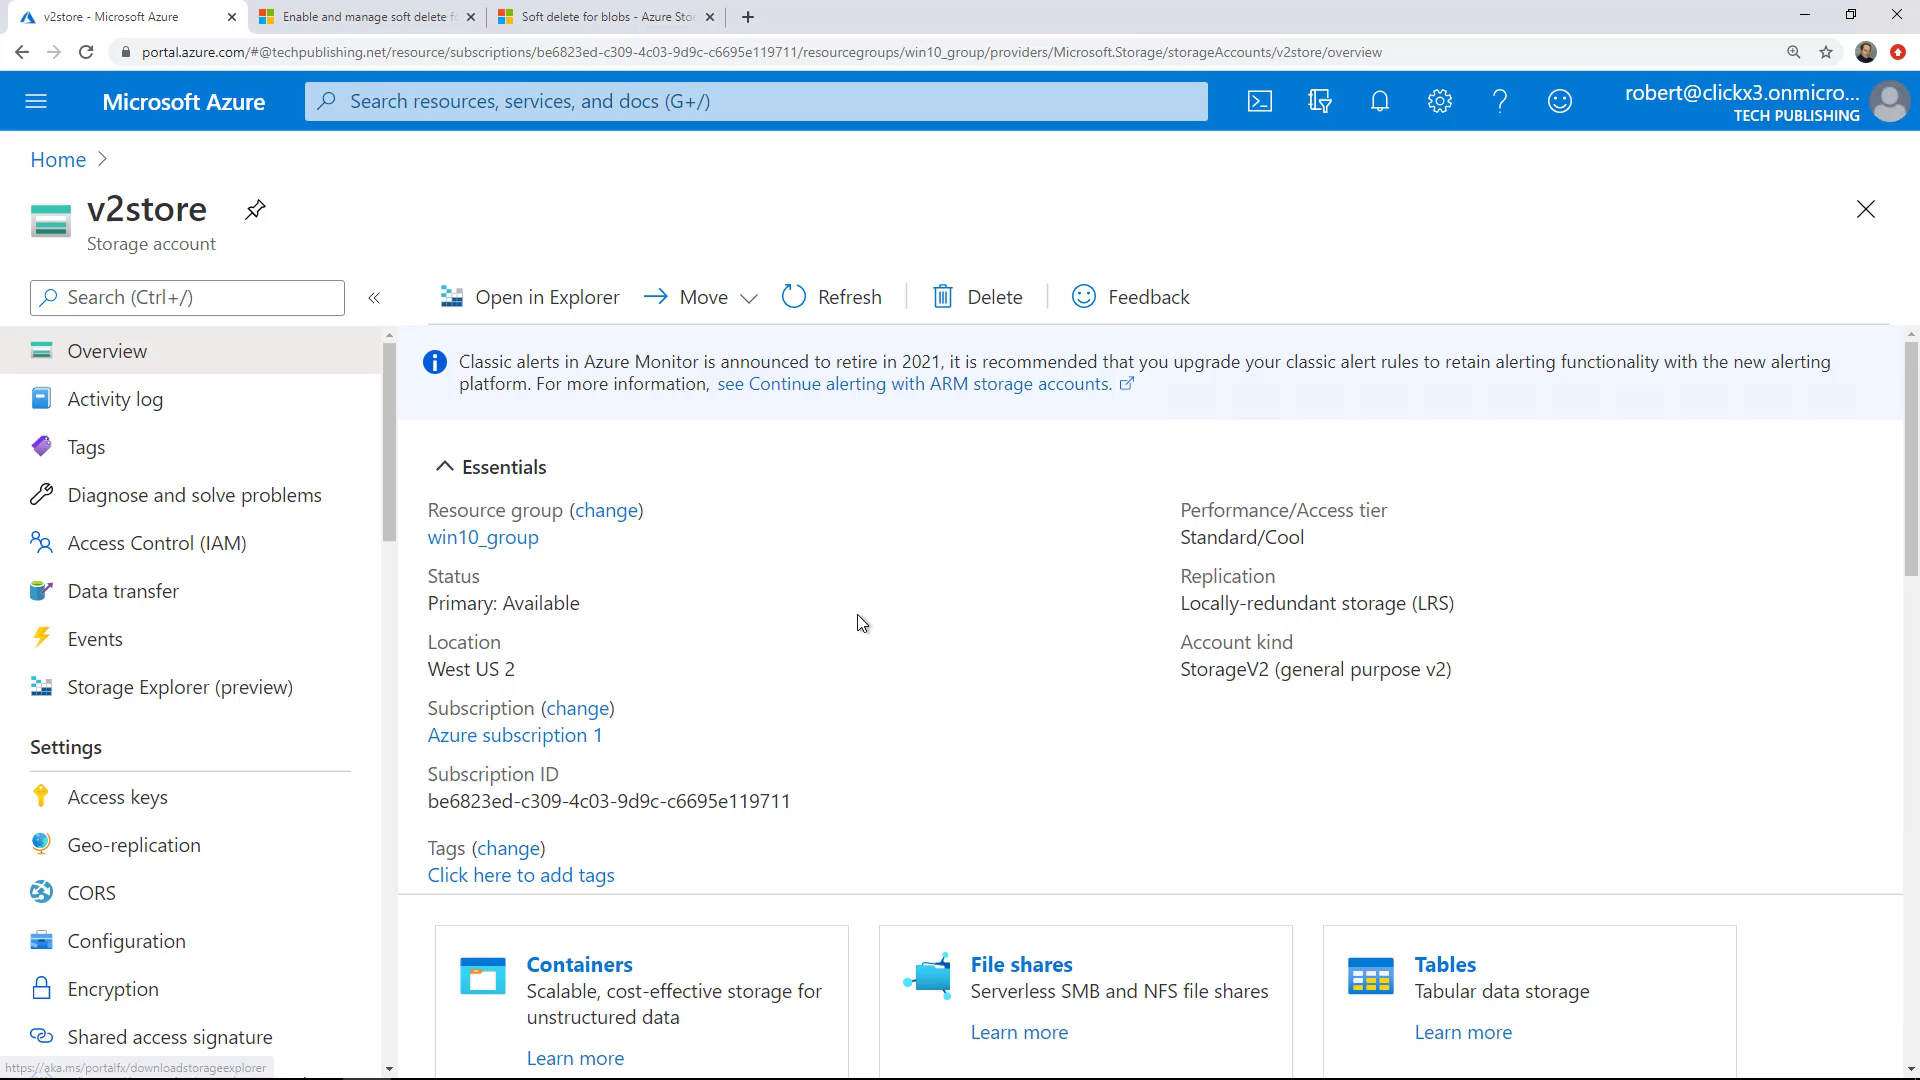 v2store - Microsoft Azure
Enable and manage soft delete fo
Soft delete for blobs - Azure Stor
portal.azure.com/#@techpublishing.net/resource/subscriptions/be6823ed-c309-4c03-9d9c-c6695e119711/resourcegroups/win10_group/providers/Microsoft.Storage/storageAccounts/v2store/overview
Microsoft Azure
Search resources, services, and docs (G+/)
robert@clickx3.onmicro...
TECH PUBLISHING
Home
v2store
Storage account
Search (Ctrl+/)
Open in Explorer
Move
Refresh
Delete
Feedback
Overview
Activity log
Tags
Diagnose and solve problems
Access Control (IAM)
Data transfer
Events
Storage Explorer (preview)
Settings
Access keys
Geo-replication
CORS
Configuration
Encryption
Shared access signature
https://aka.ms/portalfx/downloadstorageexplorer
Classic alerts in Azure Monitor is announced to retire in 2021, it is recommended that you upgrade your classic alert rules to retain alerting functionality with the new alerting
platform. For more information, see Continue alerting with ARM storage accounts.
Essentials
Resource group (change)
win10_group
Status
Primary: Available
Location
West US 2
Subscription (change)
Azure subscription 1
Subscription ID
be6823ed-c309-4c03-9d9c-c6695e119711
Tags (change)
Click here to add tags
Performance/Access tier
Standard/Cool
Replication
Locally-redundant storage (LRS)
Account kind
StorageV2 (general purpose v2)
Containers
Scalable, cost-effective storage for
unstructured data
Learn more
File shares
Serverless SMB and NFS file shares
Learn more
Tables
Tabular data storage
Learn more